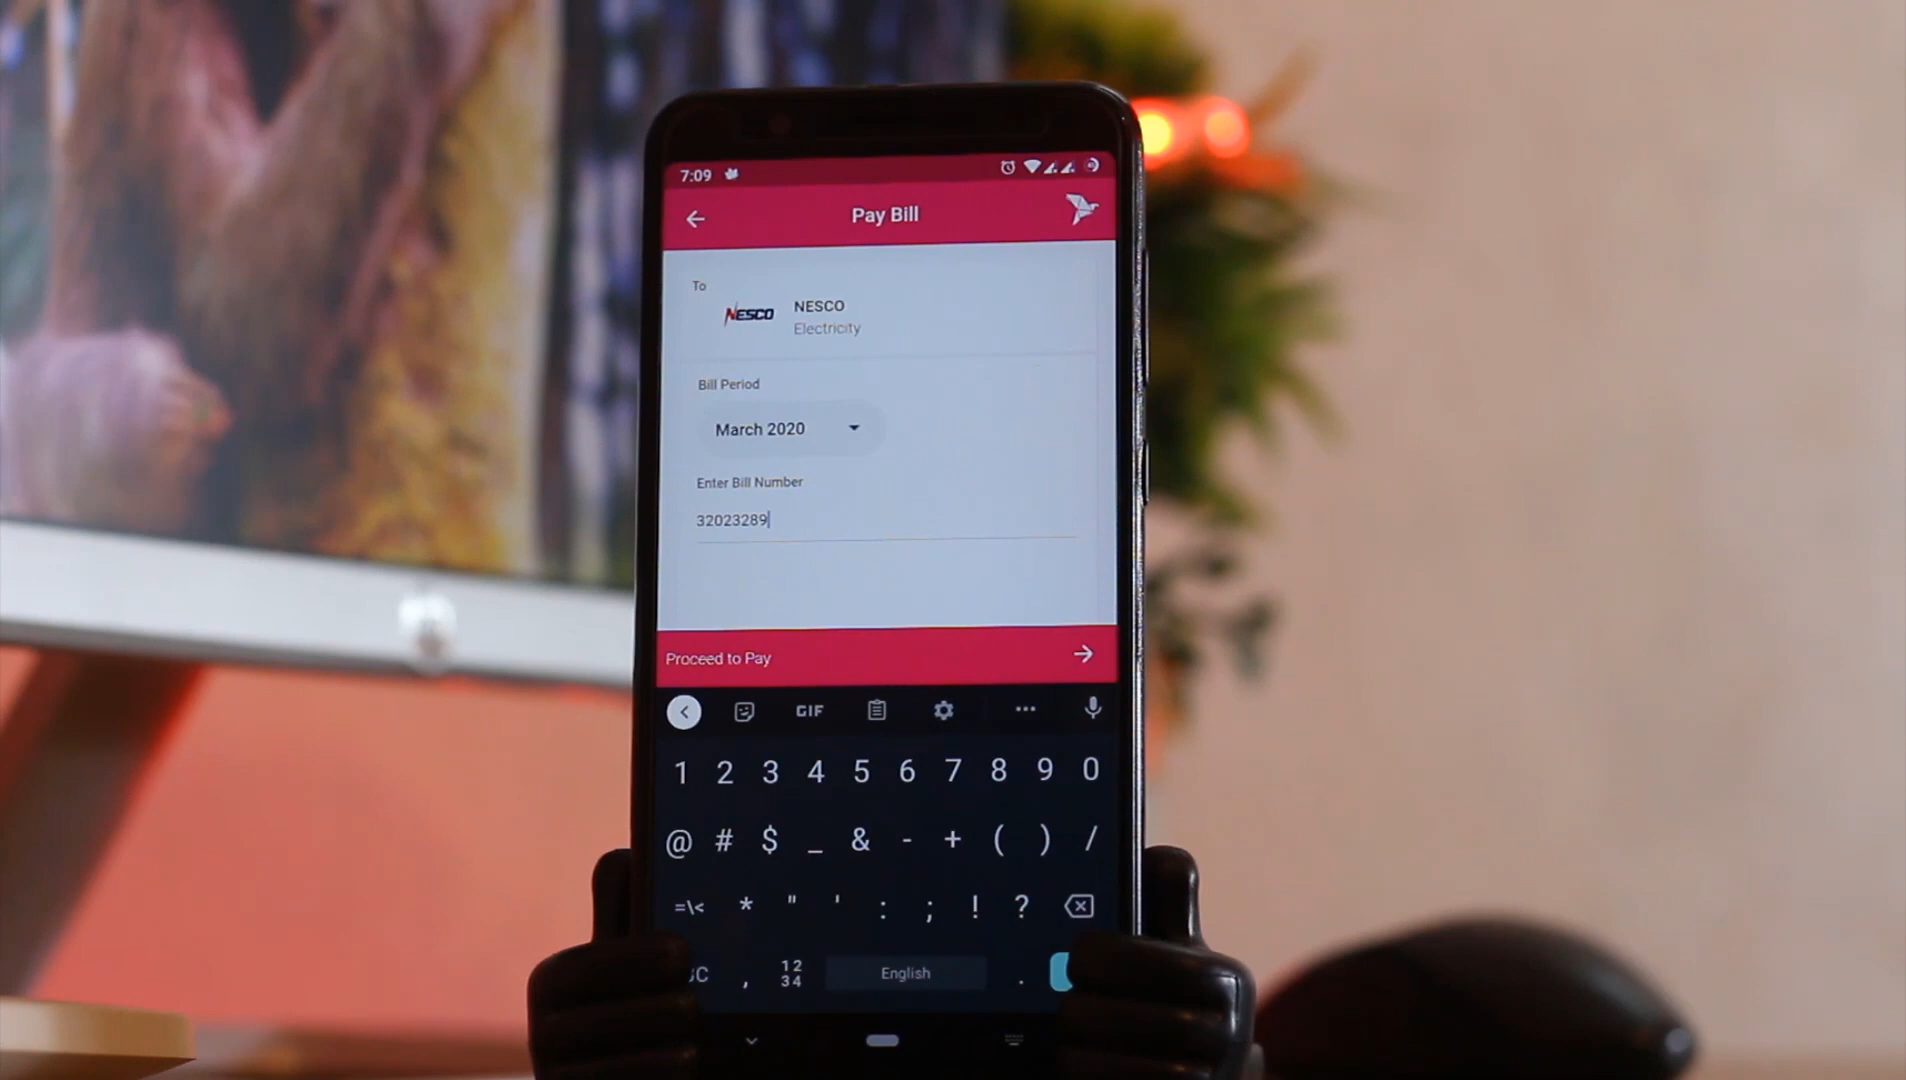 7:09
Pay Bill
To
NESCO
NESCO
Electricity
Bill Period
March 2020
Enter Bill Number
32023289
Proceed to Pay
GIF
1 2 3 4 5 6 7 8 9 0
@ # $ _ & - + ( ) /
=\< * " ' : ; ! ?
C , 12 34 English .